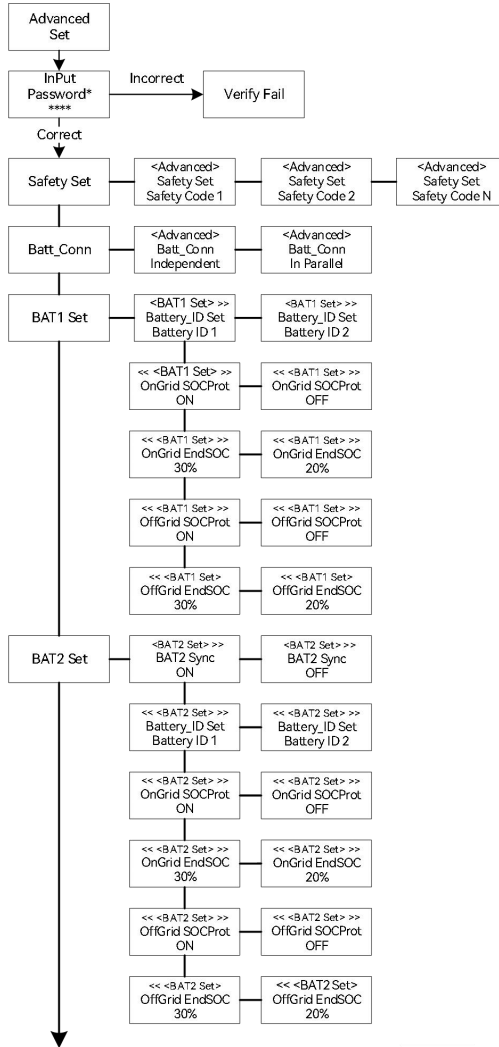 Advanced
Set
InPut
Password*
****
Incorrect
Verify Fail
Correct
Safety Set
<Advanced>
Safety Set
Safety Code 1
<Advanced>
Safety Set
Safety Code 2
<Advanced>
Safety Set
Safety Code N
Batt_Conn
<Advanced>
Batt_Conn
Independent
<Advanced>
Batt_Conn
In Parallel
BAT1 Set
<BAT1 Set> >>
Battery_ID Set
Battery ID 1
<BAT1 Set> >>
Battery_ID Set
Battery ID 2
<< <BAT1 Set> >>
OnGrid SOCProt
ON
<< <BAT1 Set> >>
OnGrid SOCProt
OFF
<< <BAT1 Set> >>
OnGrid EndSOC
30%
<< <BAT1 Set> >>
OnGrid EndSOC
20%
<< <BAT1 Set> >>
OffGrid SOCProt
ON
<< <BAT1 Set> >>
OffGrid SOCProt
OFF
<< <BAT1 Set>
OffGrid EndSOC
30%
<< <BAT1 Set>
OffGrid EndSOC
20%
BAT2 Set
<BAT2 Set> >>
BAT2 Sync
ON
<BAT2 Set> >>
BAT2 Sync
OFF
<< <BAT2 Set> >>
Battery_ID Set
Battery ID 1
<< <BAT2 Set> >>
Battery_ID Set
Battery ID 2
<< <BAT2 Set> >>
OnGrid SOCProt
ON
<< <BAT2 Set> >>
OnGrid SOCProt
OFF
<< <BAT2 Set> >>
OnGrid EndSOC
30%
<< <BAT2 Set> >>
OnGrid EndSOC
20%
<< <BAT2 Set> >>
OffGrid SOCProt
ON
<< <BAT2 Set> >>
OffGrid SOCProt
OFF
<< <BAT2 Set>
OffGrid EndSOC
30%
<< <BAT2 Set>
OffGrid EndSOC
20%